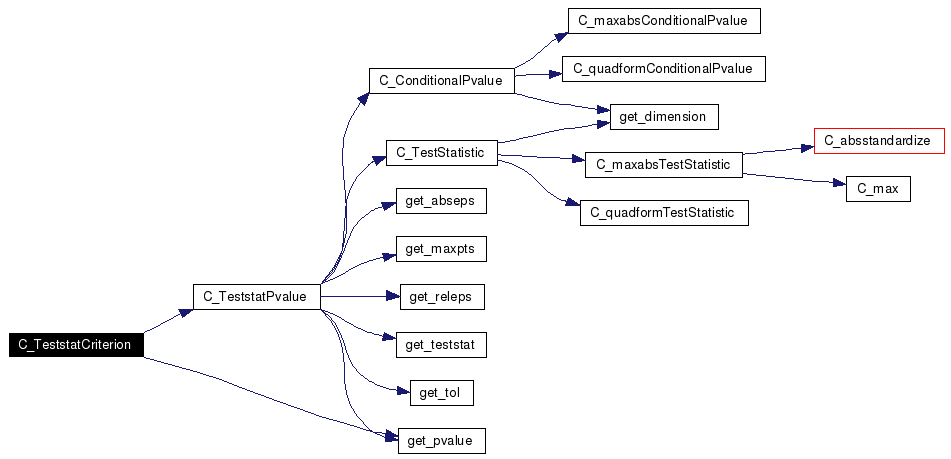 C_maxabsConditionalPvalue
C_quadformConditionalPvalue
C_ConditionalPvalue
get_dimension
C_absstandardize
C_TestStatistic
C_maxabsTestStatistic
C_max
get_abseps
C_quadformTestStatistic
get_maxpts
C_TeststatPvalue
get_releps
C_TeststatCriterion
get_teststat
get_tol
get_pvalue